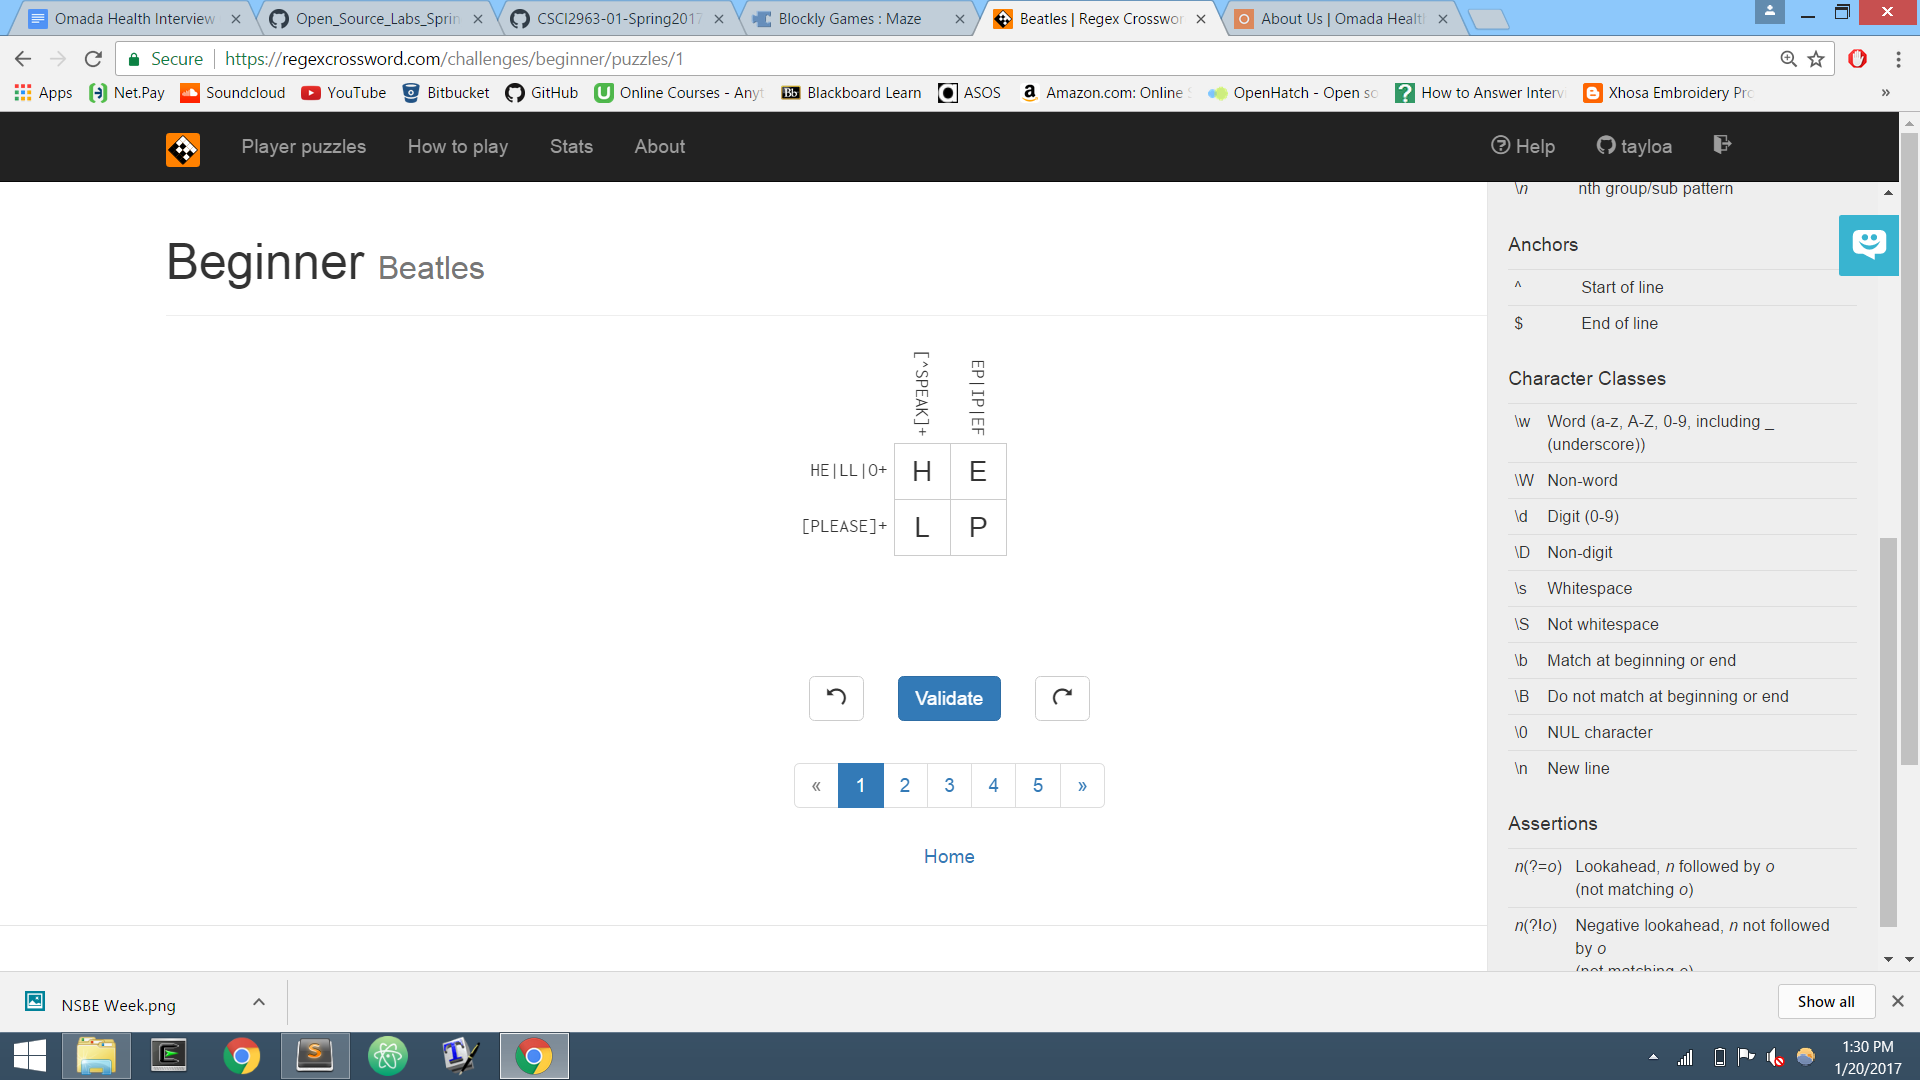 Omada Health Interview
Open_Source_Labs_Sprin
CSCI2963-01-Spring2017
Blockly Games : Maze
Beatles | Regex Crosswor
About Us | Omada Healt
Secure https://regexcrossword.com/challenges/beginner/puzzles/1
Apps Net.Pay Soundcloud YouTube Bitbucket GitHub Online Courses - Anyt Blackboard Learn ASOS Amazon.com: Online S OpenHatch - Open so How to Answer Interv Xhosa Embroidery Pro »
Player puzzles How to play Stats About Help tayloa
Beginner Beatles
[^SPEAK]+
EP|IP|EF
HE|LL|O+ H E
[PLEASE]+ L P
Validate
« 1 2 3 4 5 »
Home
\n nth group/sub pattern
Anchors
^ Start of line
$ End of line
Character Classes
\w Word (a-z, A-Z, 0-9, including _
(underscore))
\W Non-word
\d Digit (0-9)
\D Non-digit
\s Whitespace
\S Not whitespace
\b Match at beginning or end
\B Do not match at beginning or end
\0 NUL character
\n New line
Assertions
n(?=o) Lookahead, n followed by o
(not matching o)
n(?!o) Negative lookahead, n not followed
by o
(not matching o)
NSBE Week.png
Show all
1:30 PM
1/20/2017